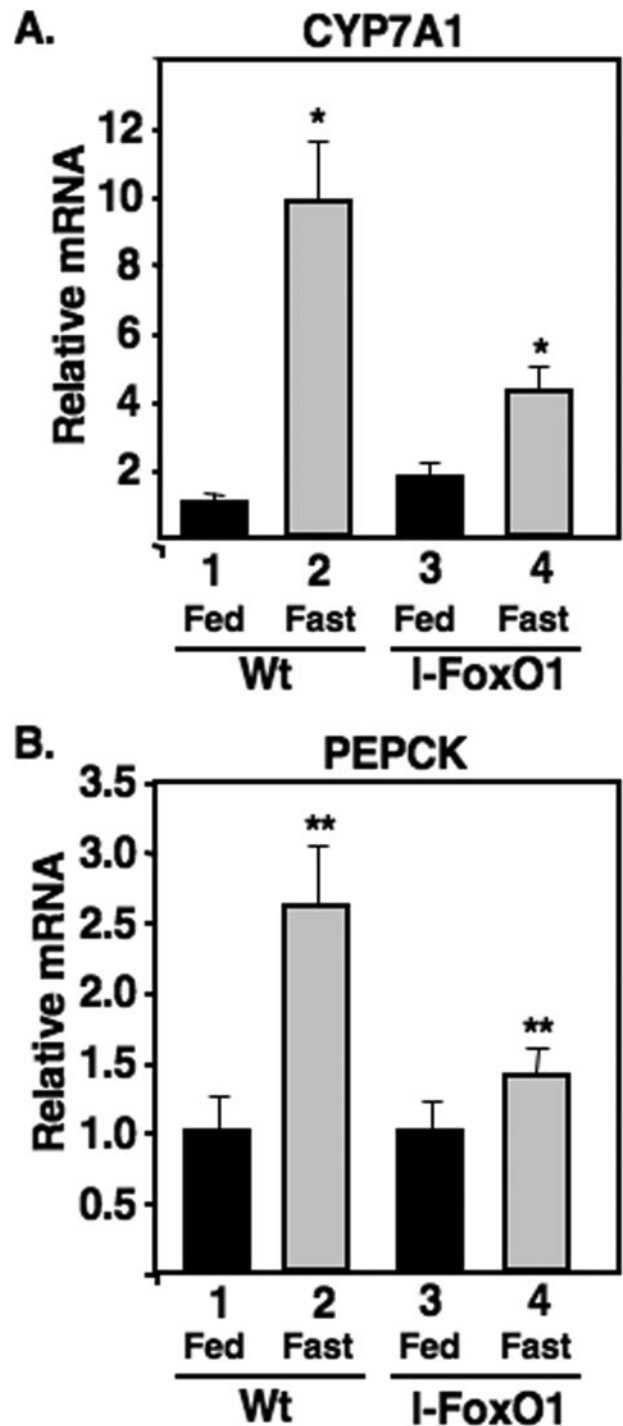 A.
CYP7A1
Relative mRNA
12
10
8
6
4
2
*
*
1 2 3 4
Fed Fast Fed Fast
Wt l-FoxO1
B.
PEPCK
Relative mRNA
3.5
3.0
2.5
2.0
1.5
1.0
0.5
**
**
1 2 3 4
Fed Fast Fed Fast
Wt l-FoxO1